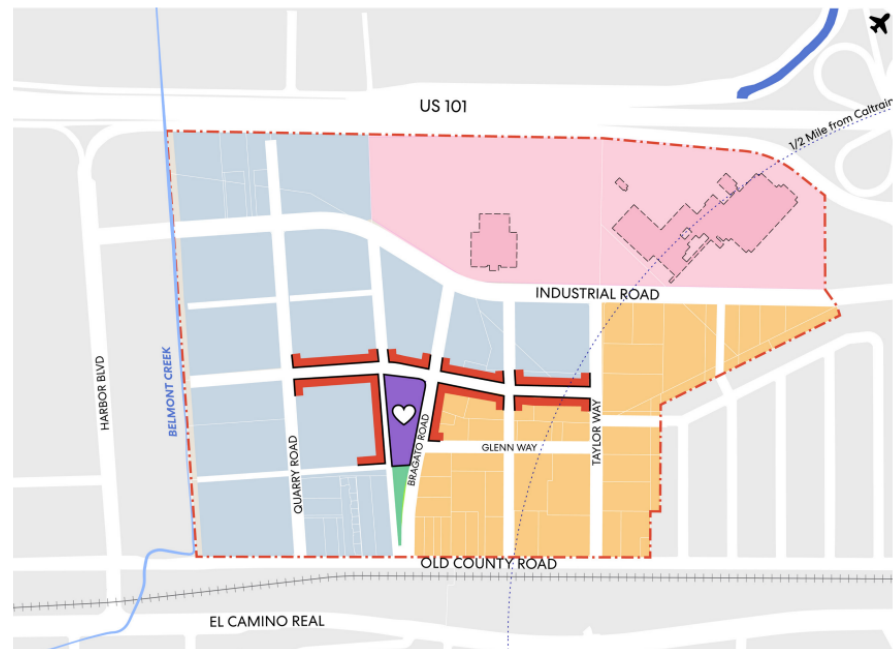 US 101
1/2 Mile from Caltrain
INDUSTRIAL ROAD
BELMONT CREEK
HARBOR BLVD
QUARRY ROAD
BRAGATO ROAD
GLENN WAY
TAYLOR WAY
OLD COUNTY ROAD
EL CAMINO REAL